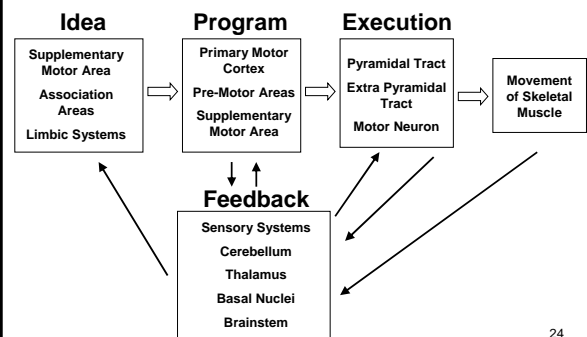 Idea
Program
Execution
Supplementary
Motor Area
Association
Areas
Limbic Systems
Primary Motor
Cortex
Pre-Motor Areas
Supplementary
Motor Area
Pyramidal Tract
Extra Pyramidal
Tract
Motor Neuron
Movement
of Skeletal
Muscle
Feedback
Sensory Systems
Cerebellum
Thalamus
Basal Nuclei
Brainstem
24